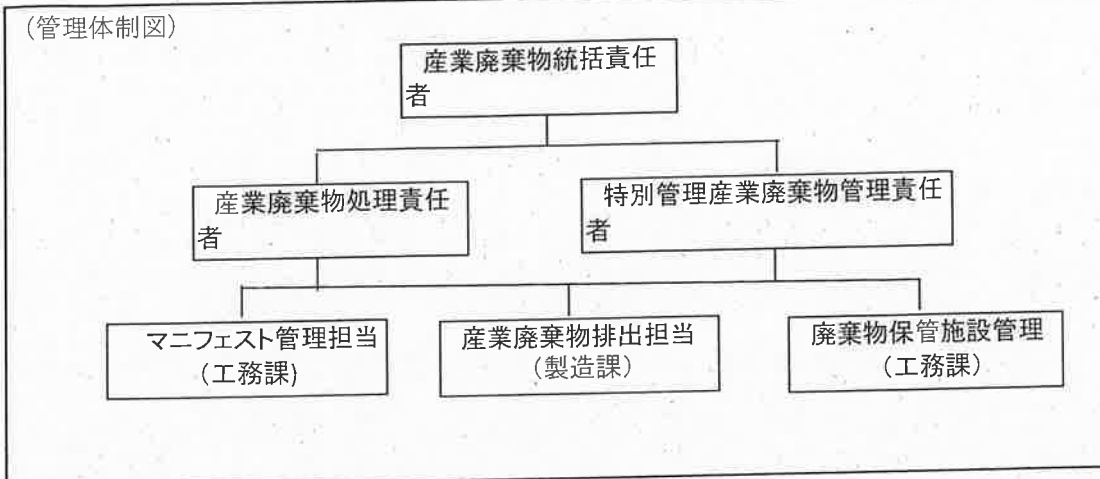 (管理体制図)
産業廃棄物統括責任
者
産業廃棄物処理責任
者
特別管理産業廃棄物管理責任
者
マニフェスト管理担当
(工務課)
産業廃棄物排出担当
(製造課)
廃棄物保管施設管理
(工務課)